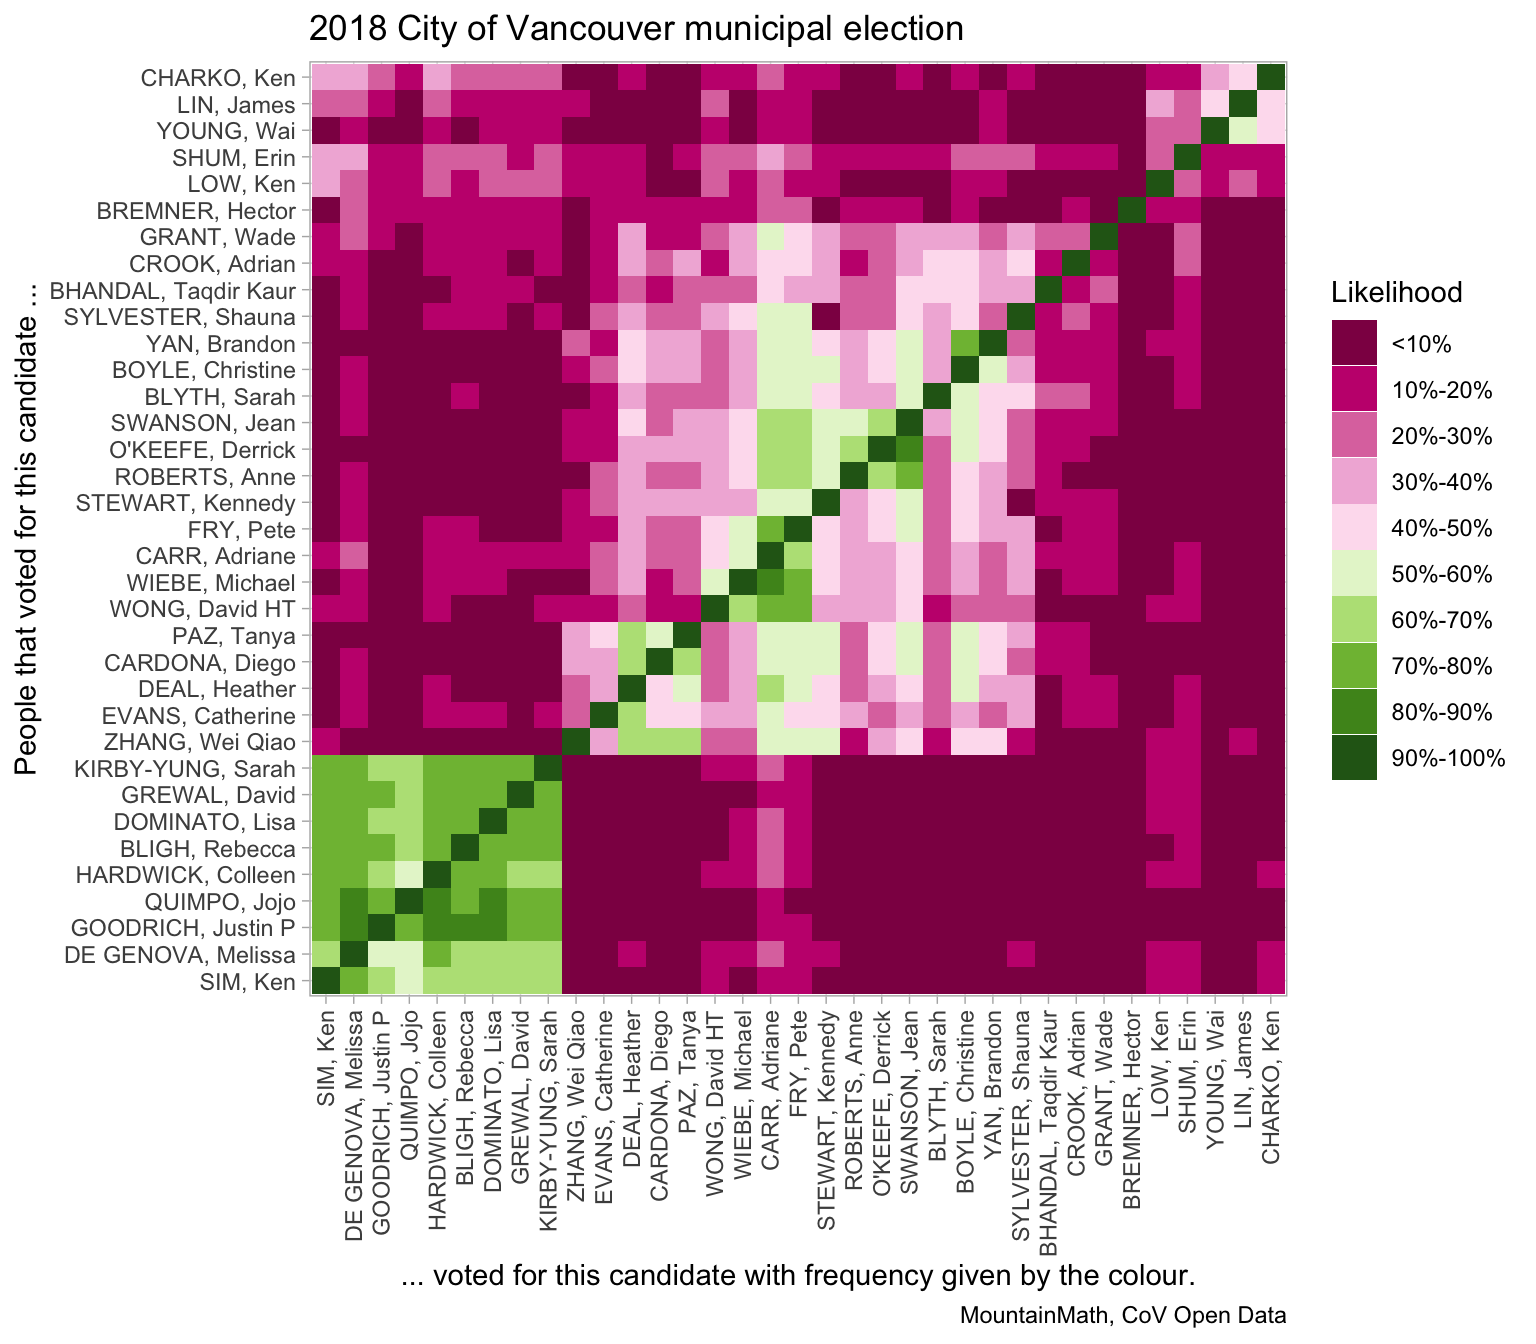 2018 City of Vancouver municipal election
People that voted for this candidate ...
CHARKO, Ken
LIN, James
YOUNG, Wai
SHUM, Erin
LOW, Ken
BREMNER, Hector
GRANT, Wade
CROOK, Adrian
BHANDAL, Taqdir Kaur
SYLVESTER, Shauna
YAN, Brandon
BOYLE, Christine
BLYTH, Sarah
SWANSON, Jean
O'KEEFE, Derrick
ROBERTS, Anne
STEWART, Kennedy
FRY, Pete
CARR, Adriane
WIEBE, Michael
WONG, David HT
PAZ, Tanya
CARDONA, Diego
DEAL, Heather
EVANS, Catherine
ZHANG, Wei Qiao
KIRBY-YUNG, Sarah
GREWAL, David
DOMINATO, Lisa
BLIGH, Rebecca
HARDWICK, Colleen
QUIMPO, Jojo
GOODRICH, Justin P
DE GENOVA, Melissa
SIM, Ken
Likelihood
<10%
10%-20%
20%-30%
30%-40%
40%-50%
50%-60%
60%-70%
70%-80%
80%-90%
90%-100%
SIM, Ken
DE GENOVA, Melissa
GOODRICH, Justin P
QUIMPO, Jojo
HARDWICK, Colleen
BLIGH, Rebecca
DOMINATO, Lisa
GREWAL, David
KIRBY-YUNG, Sarah
ZHANG, Wei Qiao
EVANS, Catherine
DEAL, Heather
CARDONA, Diego
PAZ, Tanya
WONG, David HT
WIEBE, Michael
CARR, Adriane
FRY, Pete
STEWART, Kennedy
ROBERTS, Anne
O'KEEFE, Derrick
SWANSON, Jean
BLYTH, Sarah
BOYLE, Christine
YAN, Brandon
SYLVESTER, Shauna
BHANDAL, Taqdir Kaur
CROOK, Adrian
GRANT, Wade
BREMNER, Hector
LOW, Ken
SHUM, Erin
YOUNG, Wai
LIN, James
CHARKO, Ken
... voted for this candidate with frequency given by the colour.
MountainMath, CoV Open Data